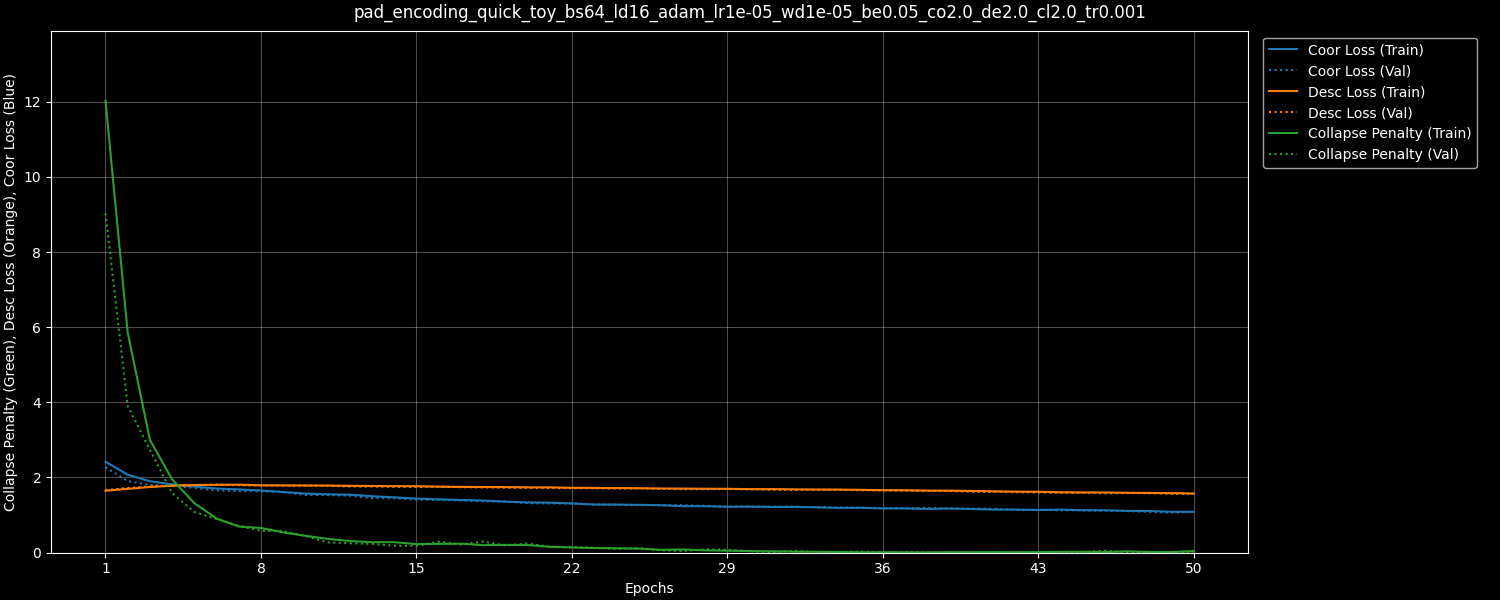 pad_encoding_quick_toy_bs64_ld16_adam_lr1e-05_wd1e-05_be0.05_co2.0_de2.0_cl2.0_tr0.001
Collapse Penalty (Green), Desc Loss (Orange), Coor Loss (Blue)
12
10
8
6
4
2
0
1
8
15
22
29
36
43
50
Epochs
Coor Loss (Train)
Coor Loss (Val)
Desc Loss (Train)
Desc Loss (Val)
Collapse Penalty (Train)
Collapse Penalty (Val)